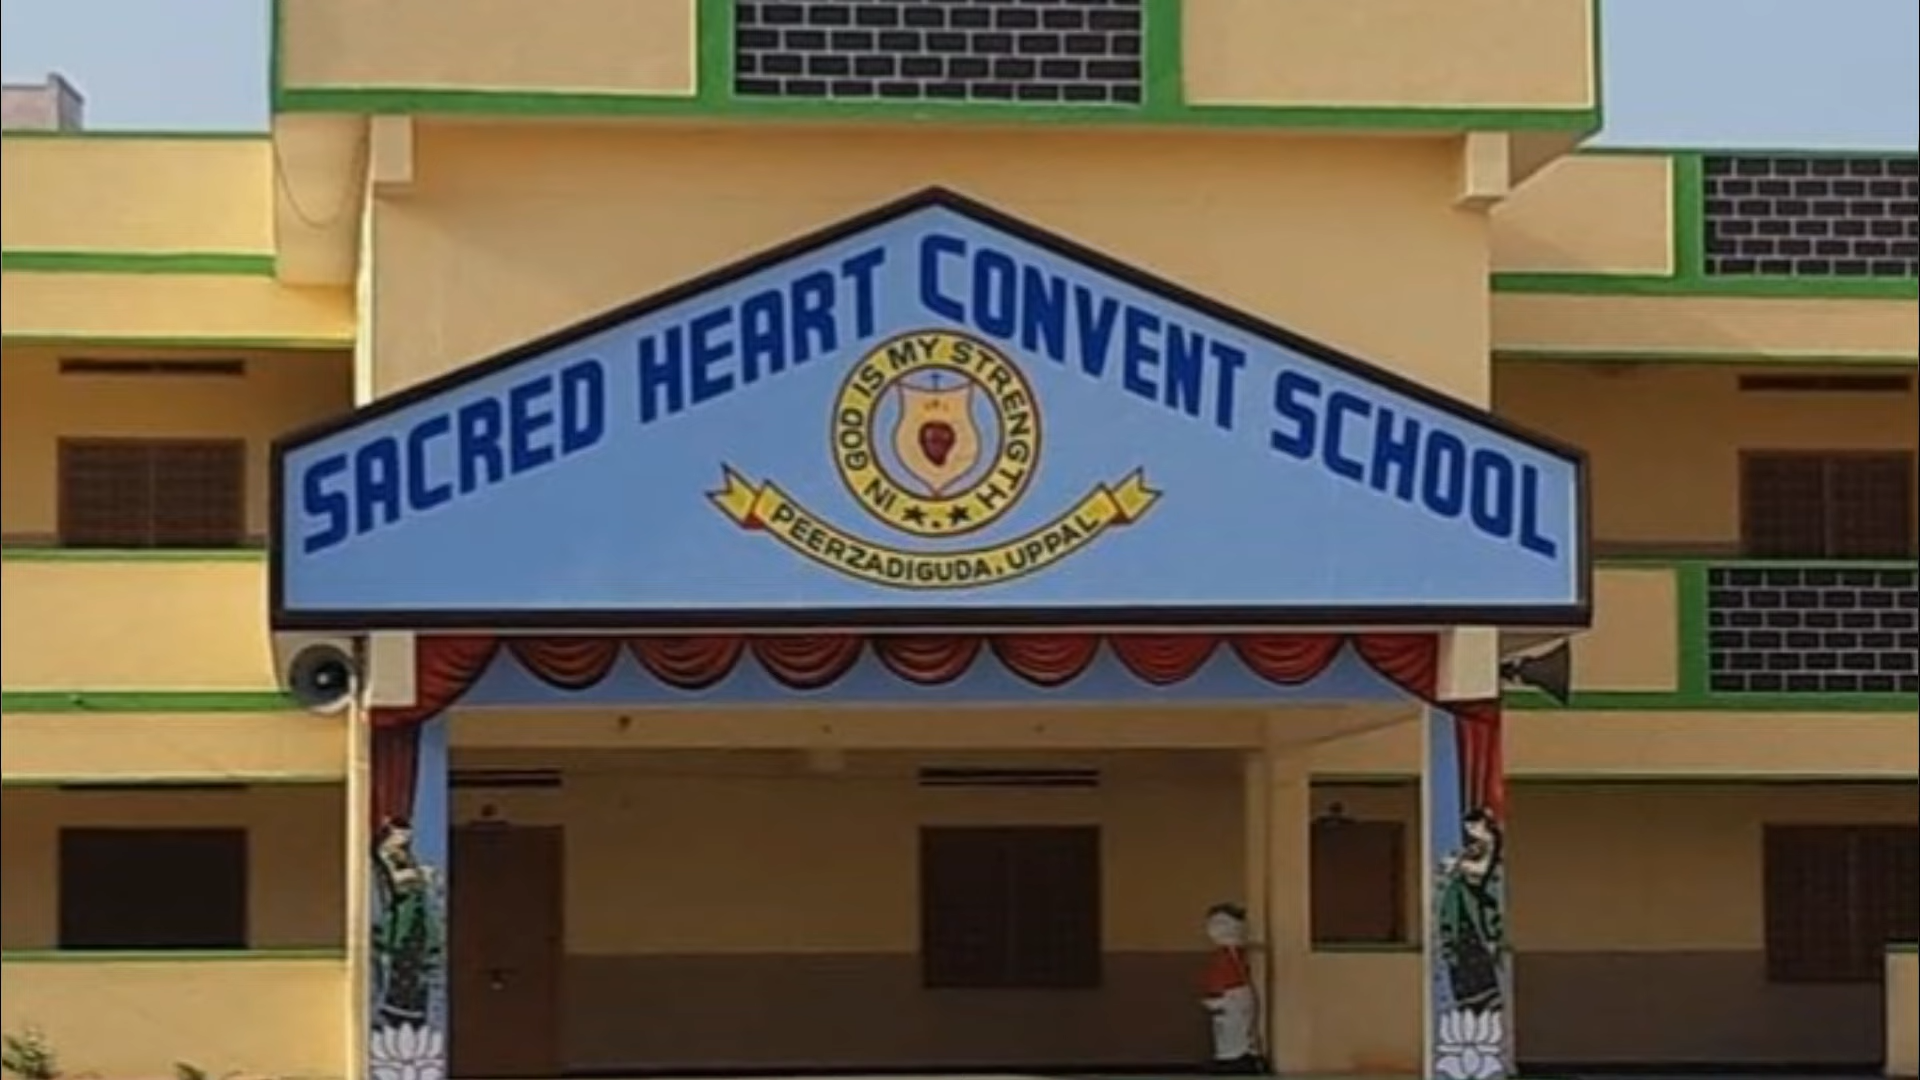 SACRED HEART CONVENT SCHOOL
IN GOD IS MY STRENGTH
PEERZADIGUDA, UPPAL